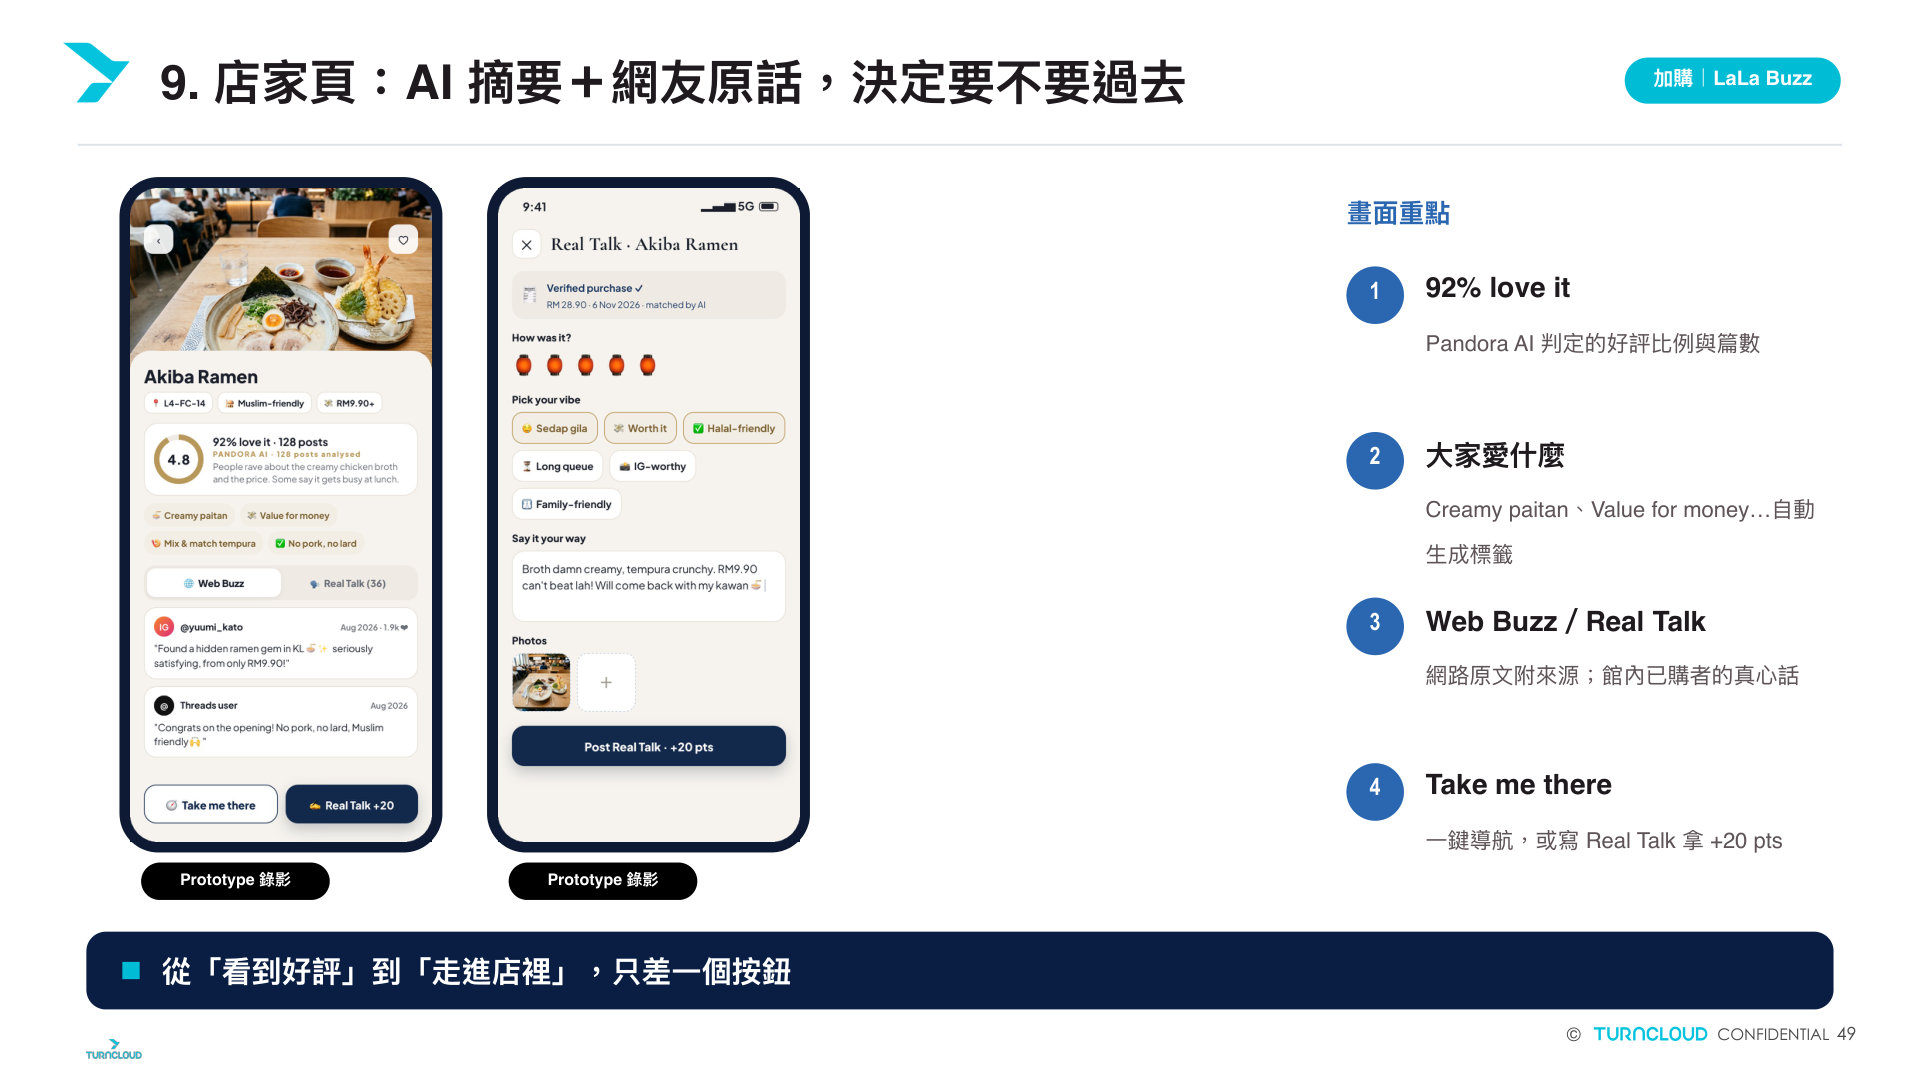 9. 店家頁：AI 摘要＋網友原話，決定要不要過去
加購｜LaLa Buzz
Akiba Ramen
L4-FC-14
Muslim-friendly
RM9.90+
4.8
92% love it · 128 posts
PANDORA AI · 128 posts analysed
People rave about the creamy chicken broth
and the price. Some say it gets busy at lunch.
Creamy paitan
Value for money
Mix & match tempura
No pork, no lard
Web Buzz
Real Talk (36)
IG
@yuumi_kato
Aug 2026 · 1.9k❤
"Found a hidden ramen gem in KL🍜✨ seriously
satisfying, from only RM9.90!"
@
Threads user
Aug 2026
"Congrats on the opening! No pork, no lard, Muslim
friendly🙌"
Take me there
Real Talk +20
Prototype 錄影
9:41
5G
Real Talk · Akiba Ramen
Verified purchase ✓
RM 28.90 · 6 Nov 2026 · matched by AI
How was it?
Pick your vibe
Sedap gila
Worth it
Halal-friendly
Long queue
IG-worthy
Family-friendly
Say it your way
Broth damn creamy, tempura crunchy. RM9.90
can't beat lah! Will come back with my kawan🍜
Photos
+
Post Real Talk · +20 pts
Prototype 錄影
畫面重點
1
92% love it
Pandora AI 判定的好評比例與篇數
2
大家愛什麼
Creamy paitan、Value for money…自動
生成標籤
3
Web Buzz / Real Talk
網路原文附來源；館內已購者的真心話
4
Take me there
一鍵導航，或寫 Real Talk 拿 +20 pts
從「看到好評」到「走進店裡」，只差一個按鈕
TURNCLOUD
© TURNCLOUD CONFIDENTIAL 49